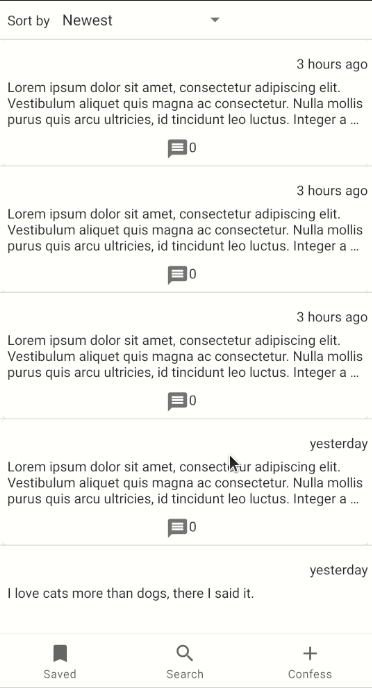 Sort by Newest
3 hours ago
Lorem ipsum dolor sit amet, consectetur adipiscing elit.
Vestibulum aliquet quis magna ac consectetur. Nulla mollis
purus quis arcu ultricies, id tincidunt leo luctus. Integer a ...
0
3 hours ago
Lorem ipsum dolor sit amet, consectetur adipiscing elit.
Vestibulum aliquet quis magna ac consectetur. Nulla mollis
purus quis arcu ultricies, id tincidunt leo luctus. Integer a ...
0
3 hours ago
Lorem ipsum dolor sit amet, consectetur adipiscing elit.
Vestibulum aliquet quis magna ac consectetur. Nulla mollis
purus quis arcu ultricies, id tincidunt leo luctus. Integer a ...
0
yesterday
Lorem ipsum dolor sit amet, consectetur adipiscing elit.
Vestibulum aliquet quis magna ac consectetur. Nulla mollis
purus quis arcu ultricies, id tincidunt leo luctus. Integer a ...
0
yesterday
I love cats more than dogs, there I said it.
Saved Search Confess